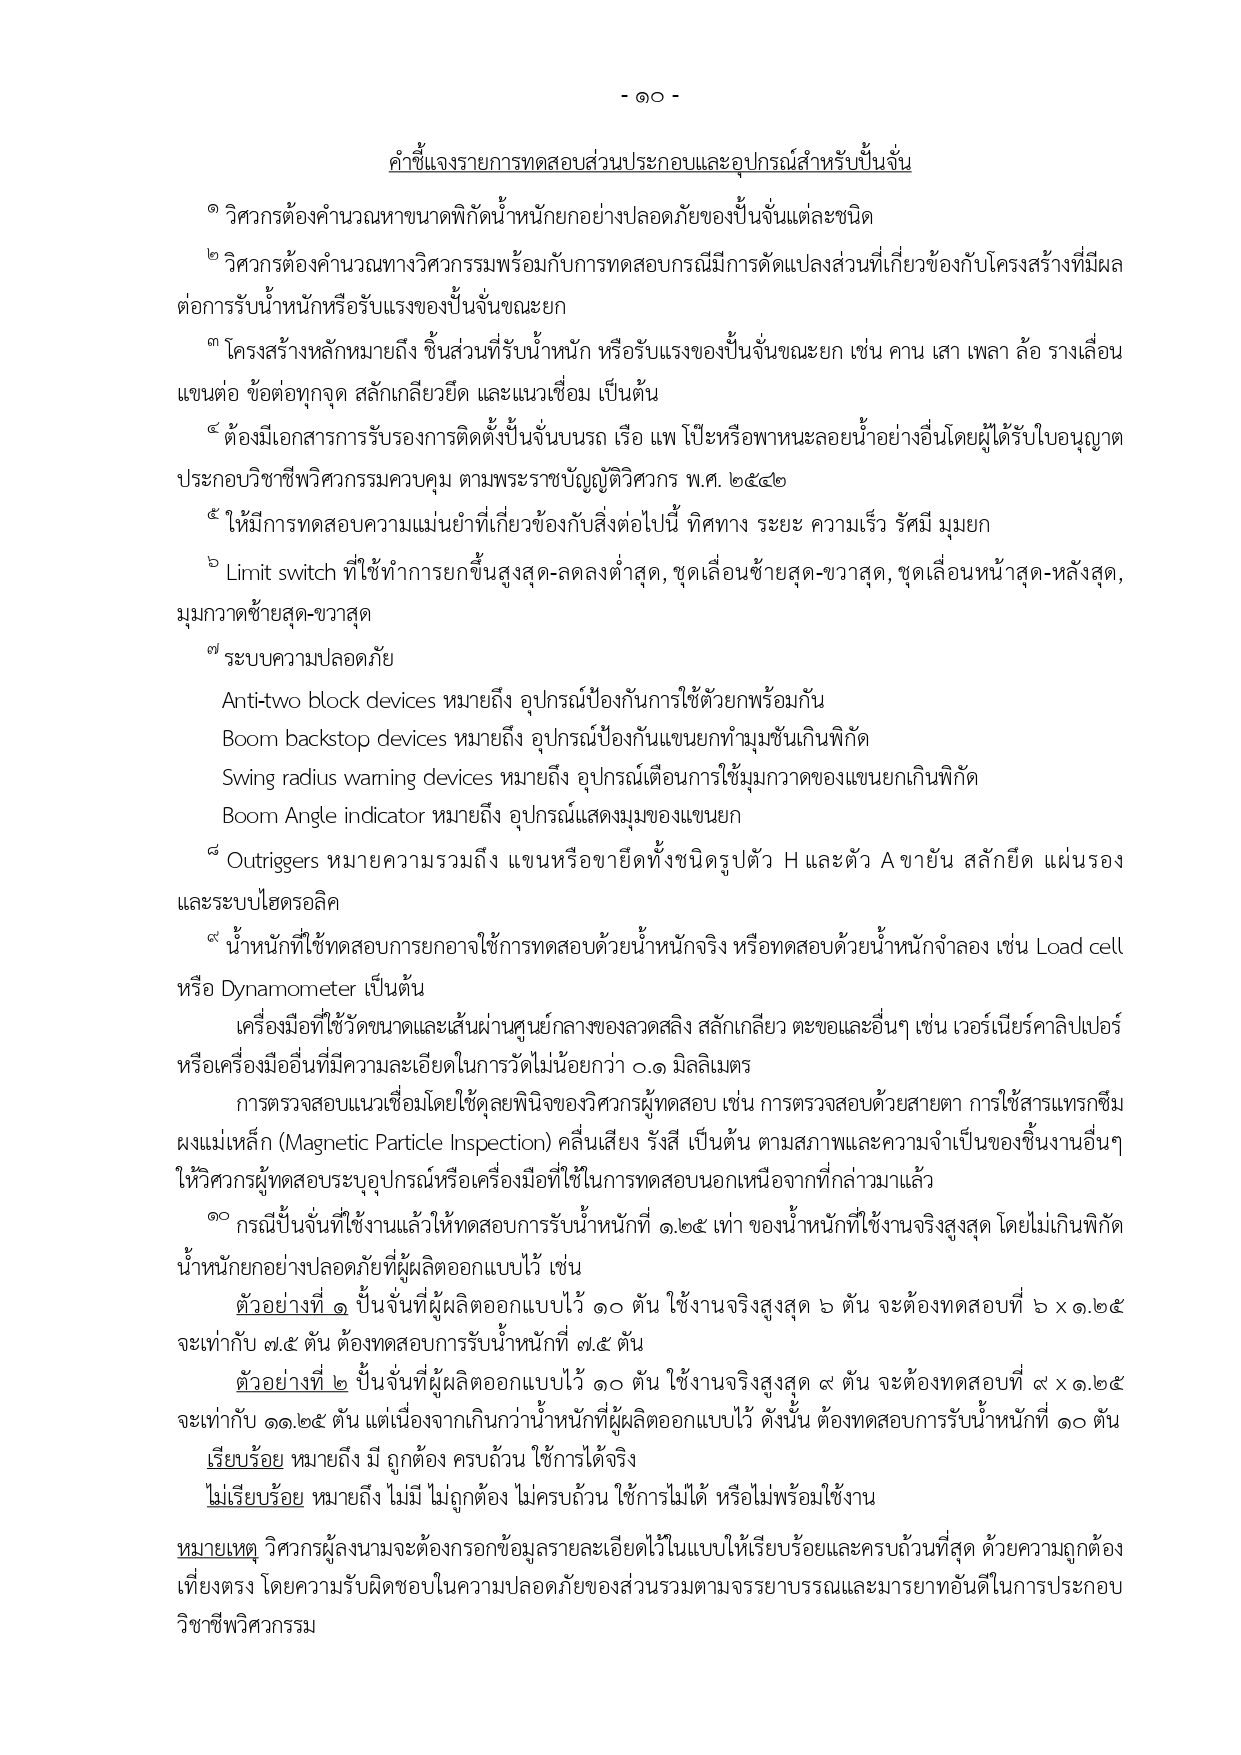 - ๑๐ -
คำชี้แจงรายการทดสอบส่วนประกอบและอุปกรณ์สำหรับปั้นจั่น
๑ วิศวกรต้องคำนวณหาขนาดพิกัดน้ำหนักยกอย่างปลอดภัยของปั้นจั่นแต่ละชนิด
๒ วิศวกรต้องคำนวณทางวิศวกรรมพร้อมกับการทดสอบกรณีมีการดัดแปลงส่วนที่เกี่ยวข้องกับโครงสร้างที่มีผล
ต่อการรับน้ำหนักหรือรับแรงของปั้นจั่นขณะยก
๓ โครงสร้างหลักหมายถึง ชิ้นส่วนที่รับน้ำหนัก หรือรับแรงของปั้นจั่นขณะยก เช่น คาน เสา เพลา ล้อ รางเลื่อน
แขนต่อ ข้อต่อทุกจุด สลักเกลียวยึด และแนวเชื่อม เป็นต้น
๔ ต้องมีเอกสารการรับรองการติดตั้งปั้นจั่นบนรถ เรือ แพ โป๊ะหรือพาหนะลอยน้ำอย่างอื่นโดยผู้ได้รับใบอนุญาต
ประกอบวิชาชีพวิศวกรรมควบคุม ตามพระราชบัญญัติวิศวกร พ.ศ. ๒๕๔๒
๕ ให้มีการทดสอบความแม่นยำที่เกี่ยวข้องกับสิ่งต่อไปนี้ ทิศทาง ระยะ ความเร็ว รัศมี มุมยก
๖ Limit switch ที่ใช้ทำการยกขึ้นสูงสุด-ลดลงต่ำสุด, ชุดเลื่อนซ้ายสุด-ขวาสุด, ชุดเลื่อนหน้าสุด-หลังสุด,
มุมกวาดซ้ายสุด-ขวาสุด
๗ ระบบความปลอดภัย
Anti-two block devices หมายถึง อุปกรณ์ป้องกันการใช้ตัวยกพร้อมกัน
Boom backstop devices หมายถึง อุปกรณ์ป้องกันแขนยกทำมุมชันเกินพิกัด
Swing radius warning devices หมายถึง อุปกรณ์เตือนการใช้มุมกวาดของแขนยกเกินพิกัด
Boom Angle indicator หมายถึง อุปกรณ์แสดงมุมของแขนยก
๘ Outriggers หมายความรวมถึง แขนหรือขายึดทั้งชนิดรูปตัว H และตัว A ขายัน สลักยึด แผ่นรอง
และระบบไฮดรอลิค
๙ น้ำหนักที่ใช้ทดสอบการยกอาจใช้การทดสอบด้วยน้ำหนักจริง หรือทดสอบด้วยน้ำหนักจำลอง เช่น Load cell
หรือ Dynamometer เป็นต้น
เครื่องมือที่ใช้วัดขนาดและเส้นผ่านศูนย์กลางของลวดสลิง สลักเกลียว ตะขอและอื่นๆ เช่น เวอร์เนียร์คาลิปเปอร์
หรือเครื่องมืออื่นที่มีความละเอียดในการวัดไม่น้อยกว่า ๐.๑ มิลลิเมตร
การตรวจสอบแนวเชื่อมโดยใช้ดุลยพินิจของวิศวกรผู้ทดสอบ เช่น การตรวจสอบด้วยสายตา การใช้สารแทรกซึม
ผงแม่เหล็ก (Magnetic Particle Inspection) คลื่นเสียง รังสี เป็นต้น ตามสภาพและความจำเป็นของชิ้นงานอื่นๆ
ให้วิศวกรผู้ทดสอบระบุอุปกรณ์หรือเครื่องมือที่ใช้ในการทดสอบนอกเหนือจากที่กล่าวมาแล้ว
๑๐ กรณีปั้นจั่นที่ใช้งานแล้วให้ทดสอบการรับน้ำหนักที่ ๑.๒๕ เท่า ของน้ำหนักที่ใช้งานจริงสูงสุด โดยไม่เกินพิกัด
น้ำหนักยกอย่างปลอดภัยที่ผู้ผลิตออกแบบไว้ เช่น
ตัวอย่างที่ ๑ ปั้นจั่นที่ผู้ผลิตออกแบบไว้ ๑๐ ตัน ใช้งานจริงสูงสุด ๖ ตัน จะต้องทดสอบที่ ๖ x ๑.๒๕
จะเท่ากับ ๗.๕ ตัน ต้องทดสอบการรับน้ำหนักที่ ๗.๕ ตัน
ตัวอย่างที่ ๒ ปั้นจั่นที่ผู้ผลิตออกแบบไว้ ๑๐ ตัน ใช้งานจริงสูงสุด ๙ ตัน จะต้องทดสอบที่ ๙ x ๑.๒๕
จะเท่ากับ ๑๑.๒๕ ตัน แต่เนื่องจากเกินกว่าน้ำหนักที่ผู้ผลิตออกแบบไว้ ดังนั้น ต้องทดสอบการรับน้ำหนักที่ ๑๐ ตัน
เรียบร้อย หมายถึง มี ถูกต้อง ครบถ้วน ใช้การได้จริง
ไม่เรียบร้อย หมายถึง ไม่มี ไม่ถูกต้อง ไม่ครบถ้วน ใช้การไม่ได้ หรือไม่พร้อมใช้งาน
หมายเหตุ วิศวกรผู้ลงนามจะต้องกรอกข้อมูลรายละเอียดไว้ในแบบให้เรียบร้อยและครบถ้วนที่สุด ด้วยความถูกต้อง
เที่ยงตรง โดยความรับผิดชอบในความปลอดภัยของส่วนรวมตามจรรยาบรรณและมารยาทอันดีในการประกอบ
วิชาชีพวิศวกรรม